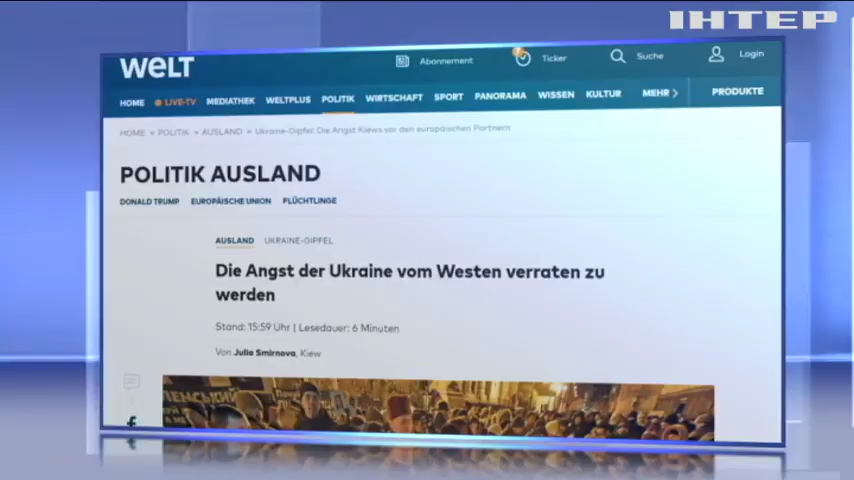 ІНТЕР
WELT
Abonnement
7
Ticker
Suche
Login
HOME LIVE-TV MEDIATHEK WELTPLUS POLITIK WIRTSCHAFT SPORT PANORAMA WISSEN KULTUR MEHR PRODUKTE
HOME » POLITIK » AUSLAND » Ukraine-Gipfel: Die Angst Kiews vor den europäischen Partnern
POLITIK AUSLAND
DONALD TRUMP EUROPÄISCHE UNION FLÜCHTLINGE
AUSLAND UKRAINE-GIPFEL
Die Angst der Ukraine vom Westen verraten zu
werden
Stand: 15:59 Uhr | Lesedauer: 6 Minuten
Von Julia Smirnova, Kiew
ЛЕНСЬКИЙ